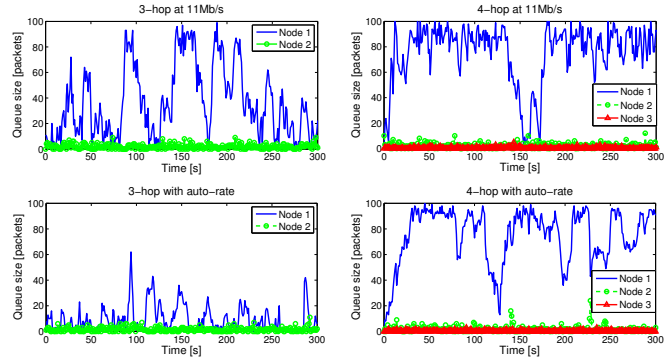 3-hop at 11Mb/s
Queue size [packets]
100
80
60
40
20
0
0 50 100 150 200 250 300
Time [s]
Node 1
Node 2
4-hop at 11Mb/s
Queue size [packets]
100
80
60
40
20
0
0 50 100 150 200 250 300
Time [s]
Node 1
Node 2
Node 3
3-hop with auto-rate
Queue size [packets]
100
80
60
40
20
0
0 50 100 150 200 250 300
Time [s]
Node 1
Node 2
4-hop with auto-rate
Queue size [packets]
100
80
60
40
20
0
0 50 100 150 200 250 300
Time [s]
Node 1
Node 2
Node 3